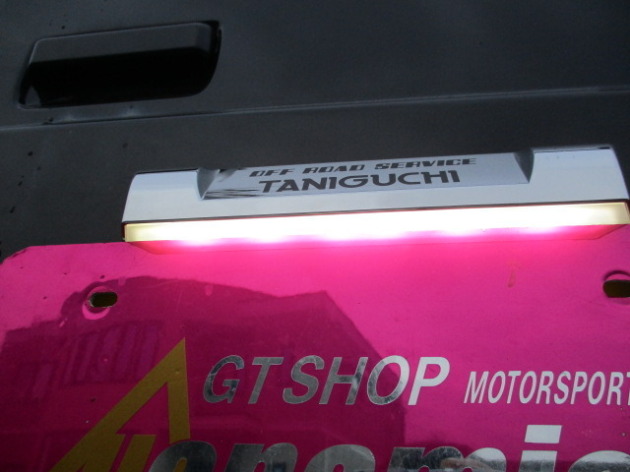 OFF ROAD SERVICE
TANIGUCHI
GT SHOP MOTORSPORT